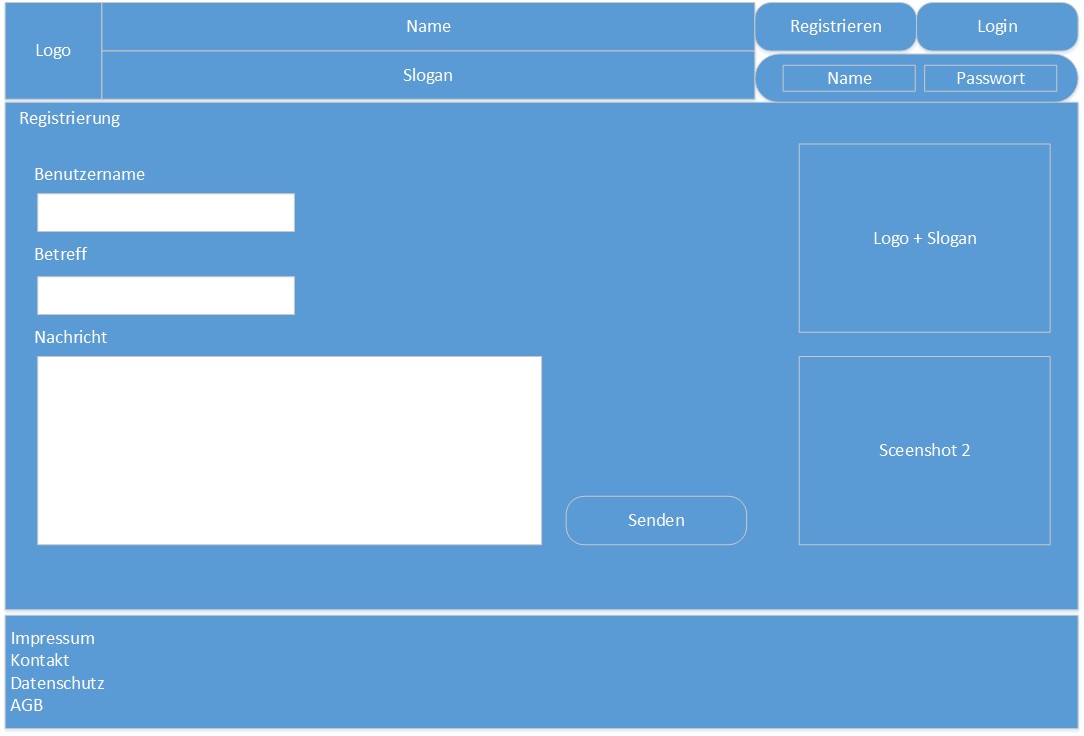 Logo
Name
Slogan
Registrieren
Login
Name
Passwort
Registrierung
Benutzername
Betreff
Nachricht
Senden
Logo + Slogan
Sceenshot 2
Impressum
Kontakt
Datenschutz
AGB